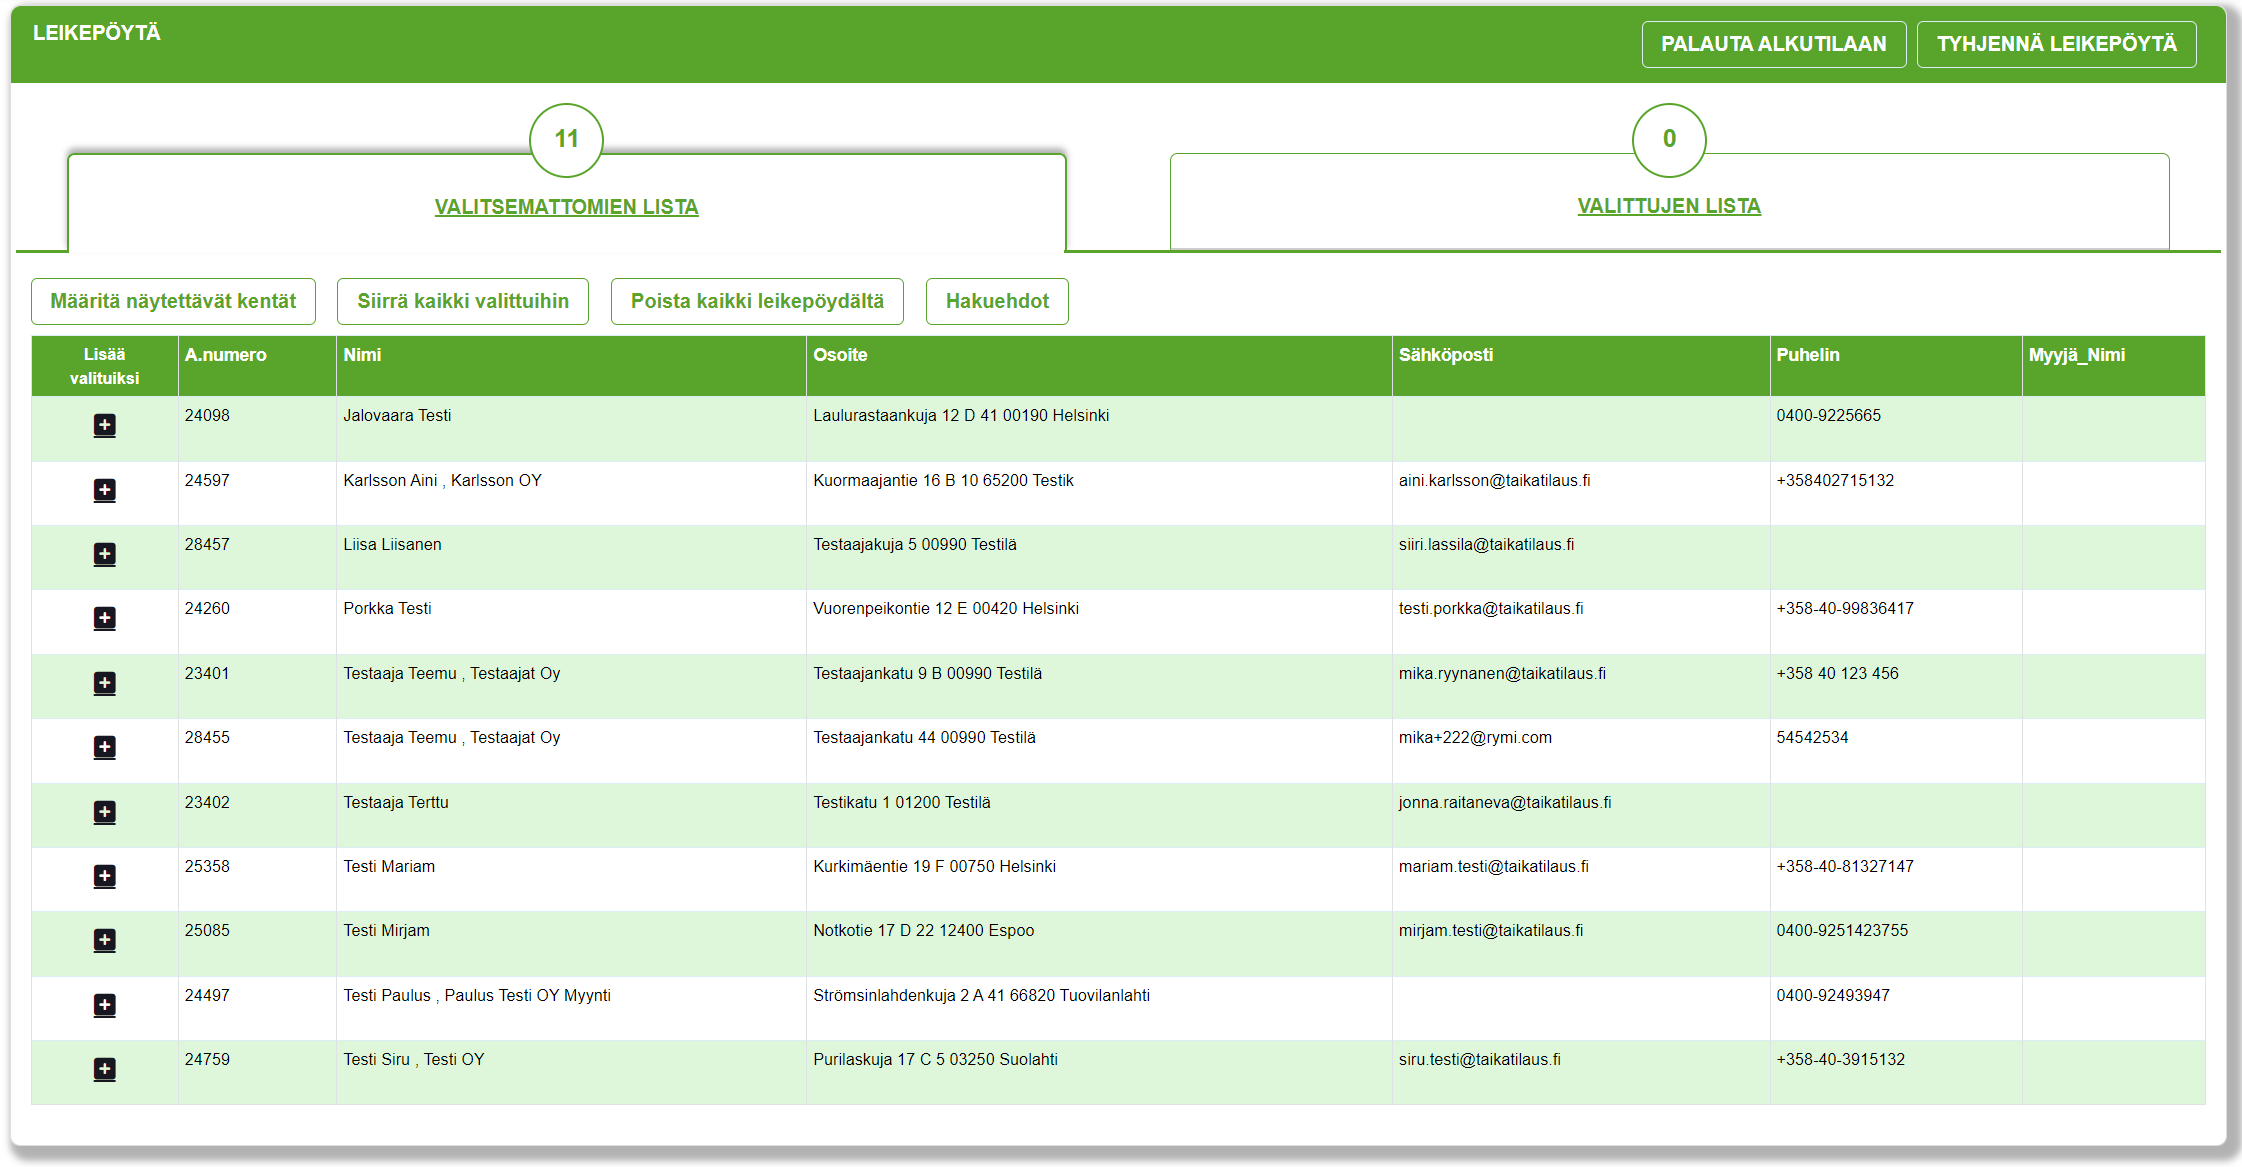 LEIKEPÖYTÄ
PALAUTA ALKUTILAAN
TYHJENNÄ LEIKEPÖYTÄ
11
VALITSEMATTOMIEN LISTA
0
VALITTUJEN LISTA
Määritä näytettävät kentät
Siirrä kaikki valittuihin
Poista kaikki leikepöydältä
Hakuehdot
Lisää
valituiksi
A.numero
Nimi
Osoite
Sähköposti
Puhelin
Myyjä_Nimi
24098 Jalovaara Testi Laulurastaankuja 12 D 41 00190 Helsinki 0400-9225665
24597 Karlsson Aini , Karlsson OY Kuormaajantie 16 B 10 65200 Testik aini.karlsson@taikatilaus.fi +358402715132
28457 Liisa Liisanen Testaajakuja 5 00990 Testilä siiri.lassila@taikatilaus.fi
24260 Porkka Testi Vuorenpeikontie 12 E 00420 Helsinki testi.porkka@taikatilaus.fi +358-40-99836417
23401 Testaaja Teemu , Testaajat Oy Testaajankatu 9 B 00990 Testilä mika.ryynanen@taikatilaus.fi +358 40 123 456
28455 Testaaja Teemu , Testaajat Oy Testaajankatu 44 00990 Testilä mika+222@rymi.com 54542534
23402 Testaaja Terttu Testikatu 1 01200 Testilä jonna.raitaneva@taikatilaus.fi
25358 Testi Mariam Kurkimäentie 19 F 00750 Helsinki mariam.testi@taikatilaus.fi +358-40-81327147
25085 Testi Mirjam Notkotie 17 D 22 12400 Espoo mirjam.testi@taikatilaus.fi 0400-9251423755
24497 Testi Paulus , Paulus Testi OY Myynti Strömsinlahdenkuja 2 A 41 66820 Tuovilanlahti 0400-92493947
24759 Testi Siru , Testi OY Purilaskuja 17 C 5 03250 Suolahti siru.testi@taikatilaus.fi +358-40-3915132